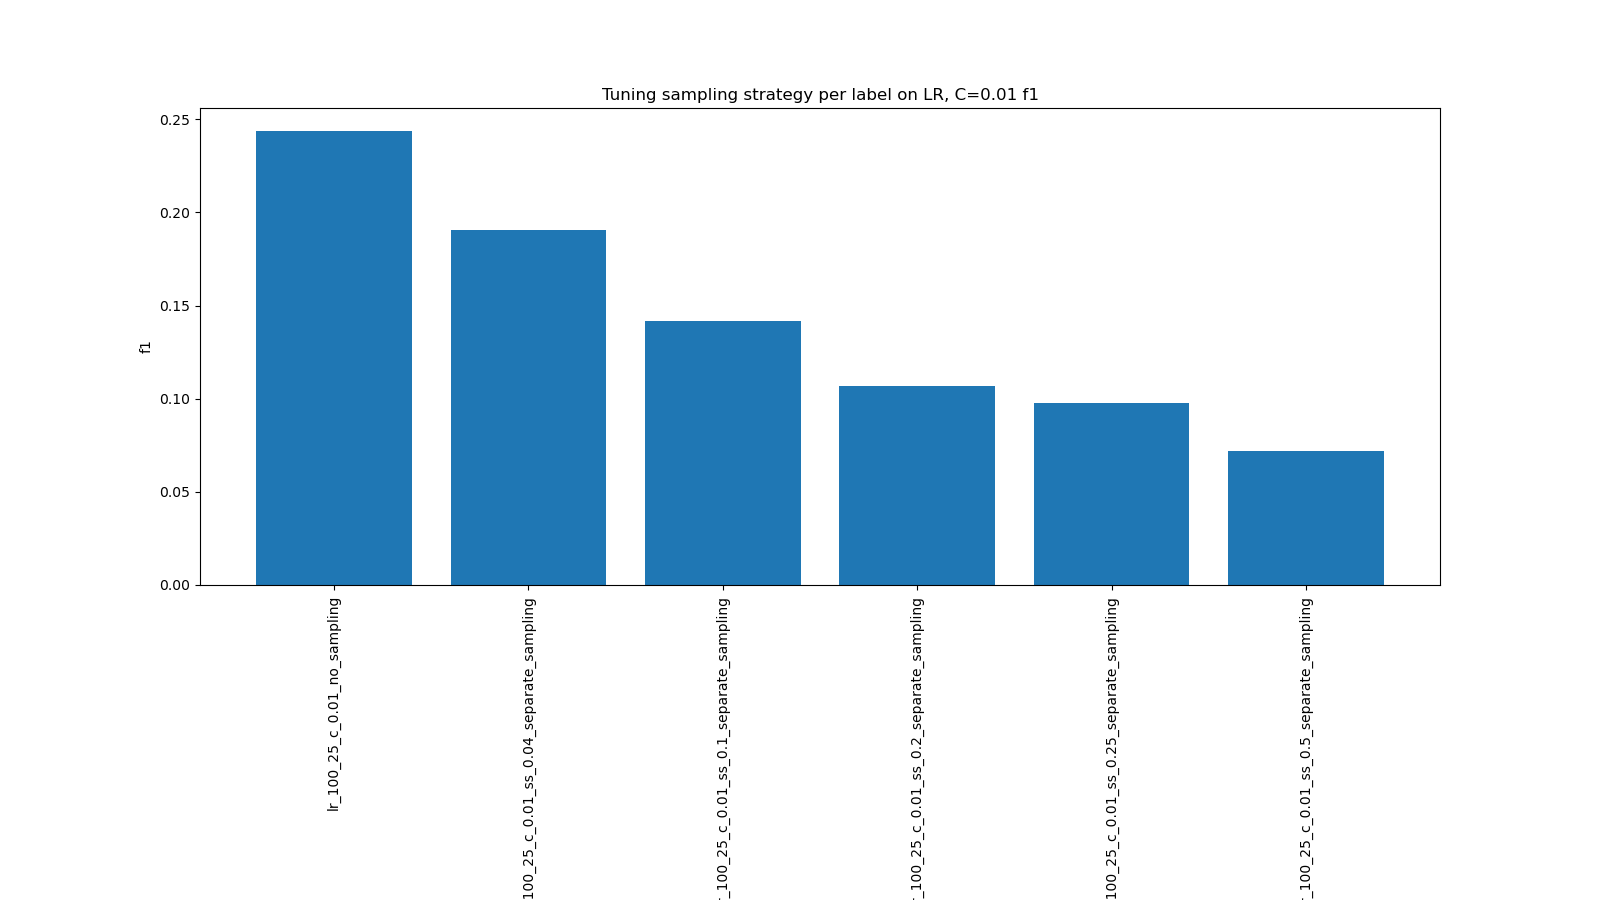 Tuning sampling strategy per label on LR, C=0.01 f1
0.25
0.20
0.15
0.10
0.05
0.00
f1
lr_100_25_c_0.01_no_sampling
100_25_c_0.01_ss_0.04_separate_sampling
_100_25_c_0.01_ss_0.1_separate_sampling
_100_25_c_0.01_ss_0.2_separate_sampling
100_25_c_0.01_ss_0.25_separate_sampling
_100_25_c_0.01_ss_0.5_separate_sampling